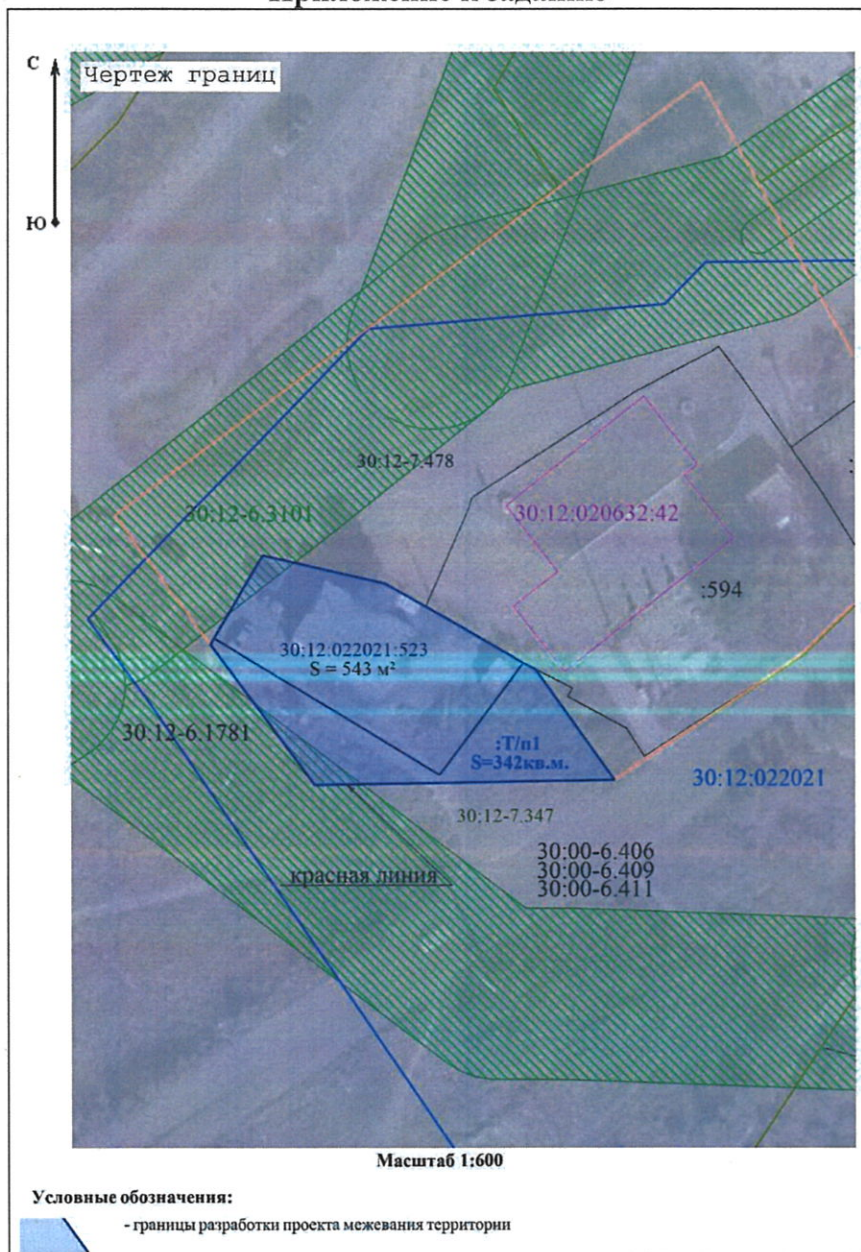 С
Чертеж границ
Ю
30:12-7.478
30:12-6.3101
30:12:020632:42
:594
30:12:022021:523
S = 543 м²
30:12-6.1781
:Т/п1
S=342кв.м.
30:12:022021
30:12-7.347
30:00-6.406
30:00-6.409
30:00-6.411
красная линия
Масштаб 1:600
Условные обозначения:
- границы разработки проекта межевания территории